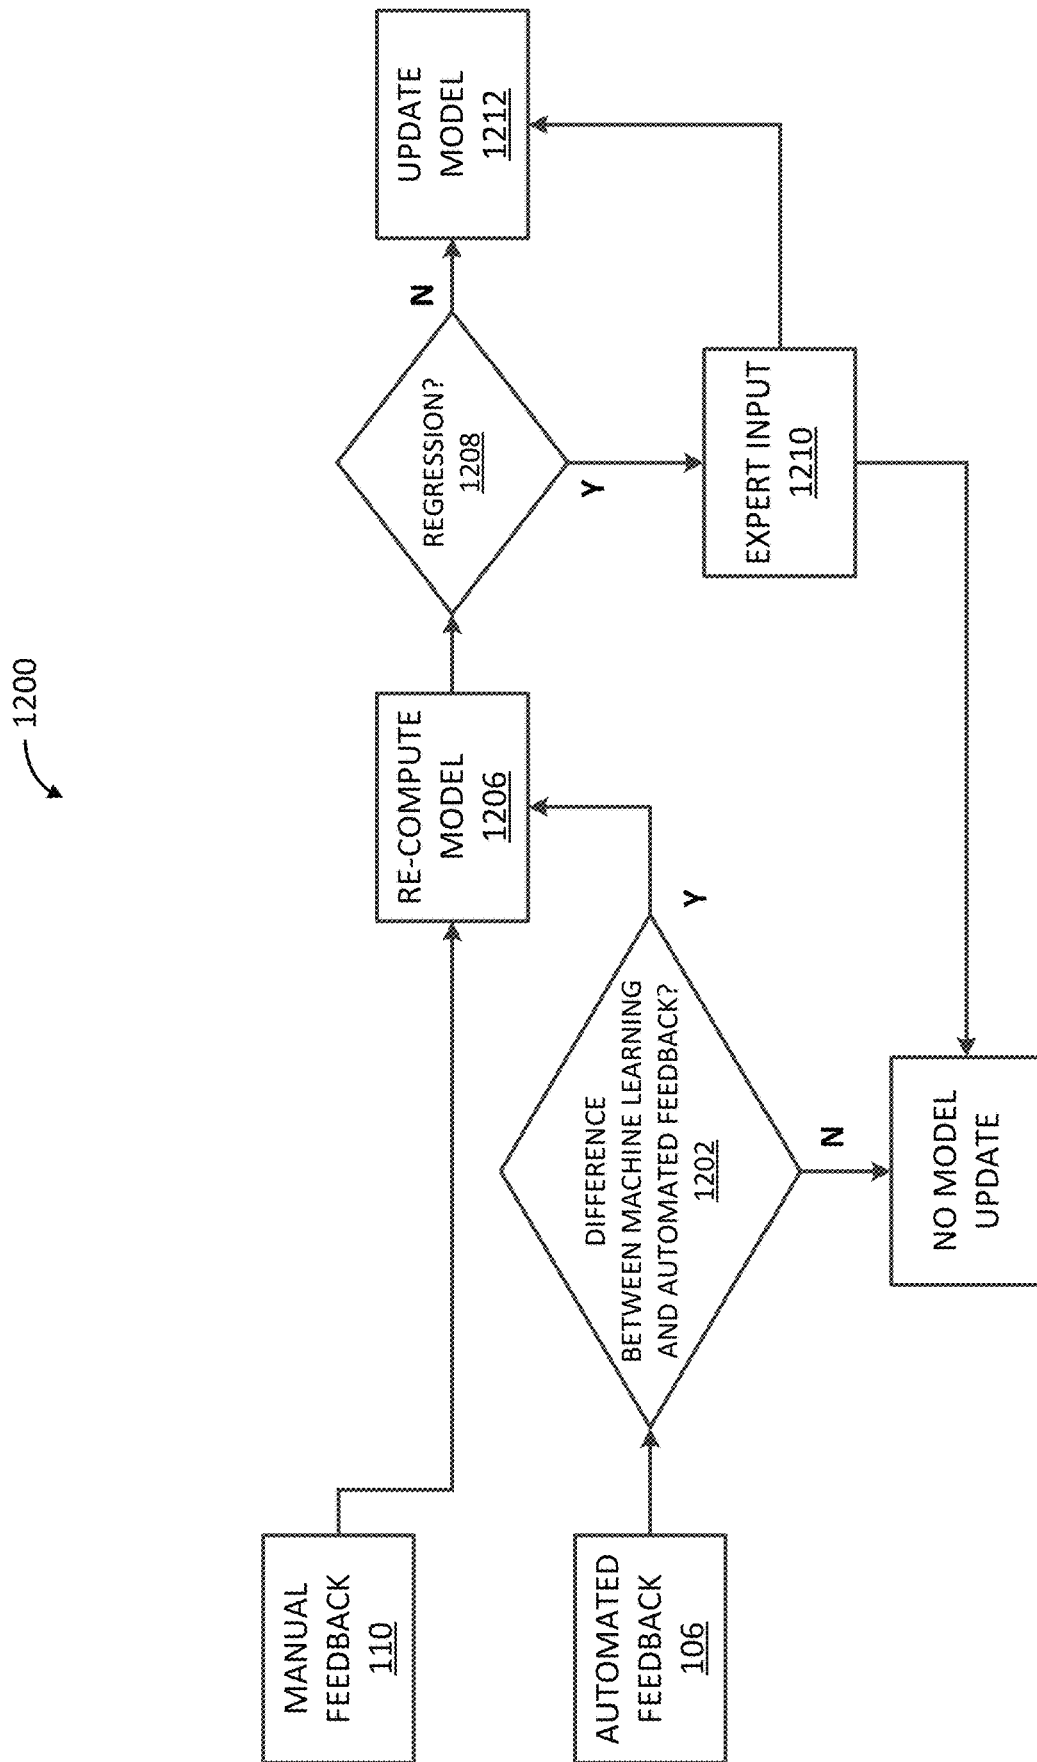 1200
MANUAL
FEEDBACK
110
AUTOMATED
FEEDBACK
106
DIFFERENCE
BETWEEN MACHINE LEARNING
AND AUTOMATED FEEDBACK?
1202
Y
N
NO MODEL
UPDATE
RE-COMPUTE
MODEL
1206
REGRESSION?
1208
N
Y
EXPERT INPUT
1210
UPDATE
MODEL
1212